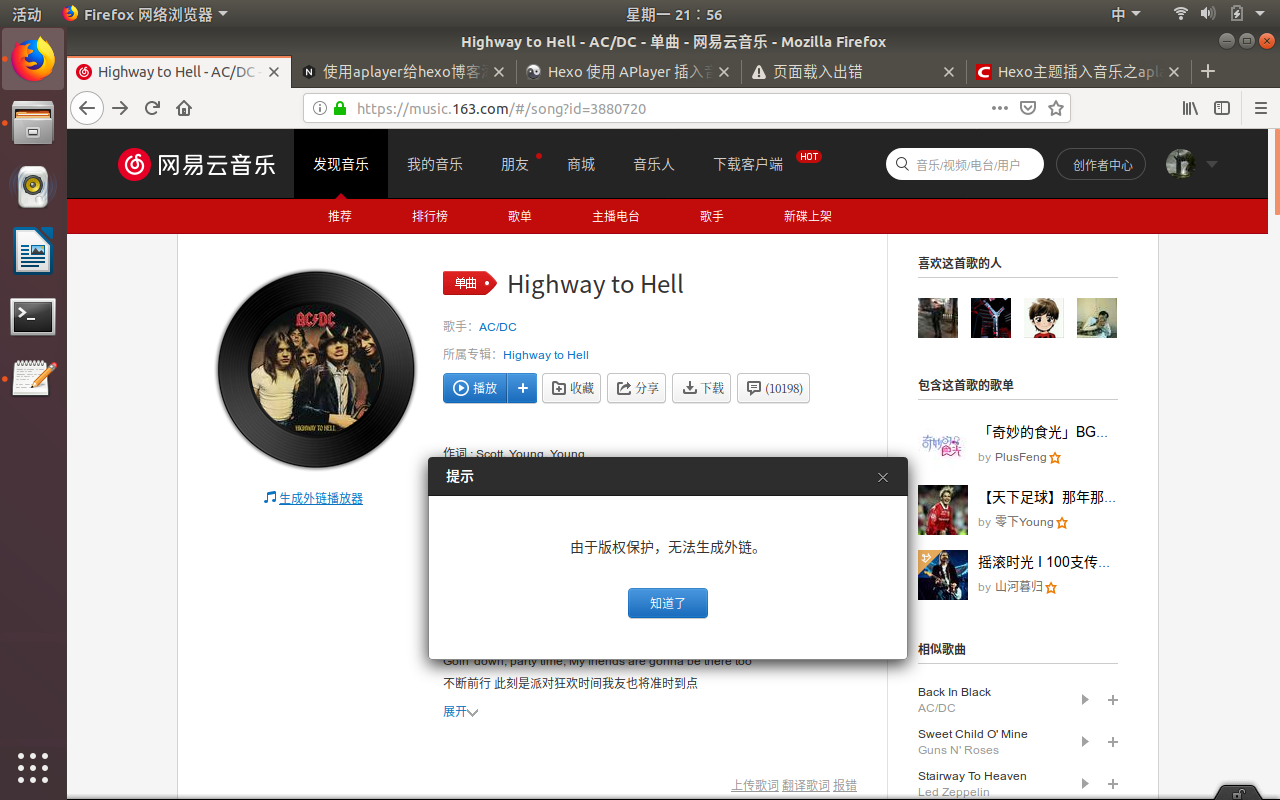 活动 Firefox 网络浏览器 星期一 21：56 中
Highway to Hell - AC/DC - 单曲 - 网易云音乐 - Mozilla Firefox
Highway to Hell - AC/DC - 使用aplayer给hexo博客 Hexo 使用 APlayer 插入 页面载入出错 Hexo主题插入音乐之apl
https://music.163.com/#/song?id=3880720
网易云音乐 发现音乐 我的音乐 朋友 商城 音乐人 下载客户端 HOT 音乐/视频/电台/用户 创作者中心
推荐 排行榜 歌单 主播电台 歌手 新碟上架
AC DC
HIGHWAY TO HELL
生成外链播放器
单曲 Highway to Hell
歌手： AC/DC
所属专辑： Highway to Hell
播放 收藏 分享 下载 (10198)
作词 : Scott, Young, Young
提示
由于版权保护，无法生成外链。
知道了
Goin' down, party time, My friends are gonna be there too
不断前行 此刻是派对狂欢时间我友也将准时到点
展开
上传歌词 翻译歌词 报错
喜欢这首歌的人
包含这首歌的歌单
奇妙的食光
「奇妙的食光」BG...
by PlusFeng
【天下足球】那年那...
by 零下Young
摇滚时光 I 100支传...
by 山河暮归
相似歌曲
Back In Black
AC/DC
Sweet Child O' Mine
Guns N' Roses
Stairway To Heaven
Led Zeppelin